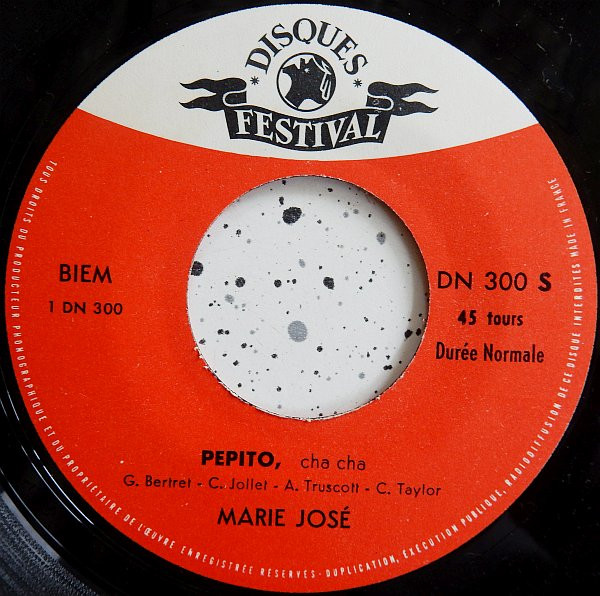 DISQUES
FESTIVAL
BIEM
1 DN 300
DN 300 S
45 tours
Durée Normale
PEPITO, cha cha
G. Bertret - C. Jollet - A. Truscott - C. Taylor
MARIE JOSÉ
TOUS DROITS DU PRODUCTEUR PHONOGRAPHIQUE ET DU PROPRIÉTAIRE DE L'ŒUVRE ENREGISTRÉE RÉSERVÉS - DUPLICATION, EXÉCUTION PUBLIQUE, RADIODIFFUSION DE CE DISQUE INTERDITES MADE IN FRANCE